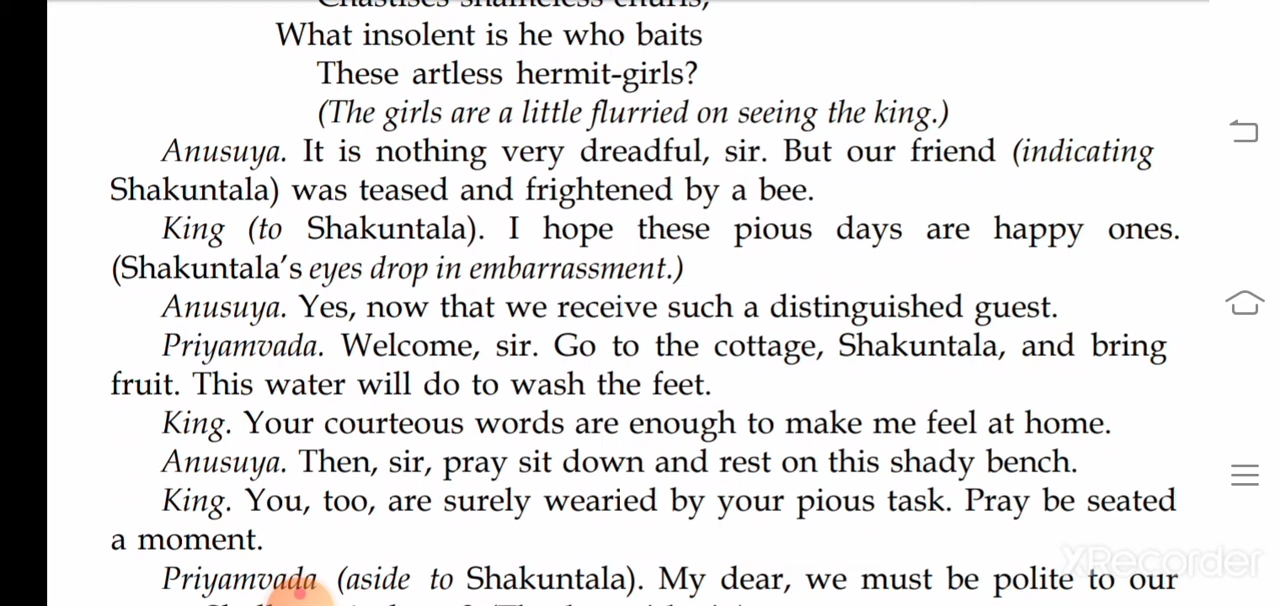 What insolent is he who baits
These artless hermit-girls?
(The girls are a little flurried on seeing the king.)
Anusuya. It is nothing very dreadful, sir. But our friend (indicating
Shakuntala) was teased and frightened by a bee.
King (to Shakuntala). I hope these pious days are happy ones.
(Shakuntala's eyes drop in embarrassment.)
Anusuya. Yes, now that we receive such a distinguished guest.
Priyamvada. Welcome, sir. Go to the cottage, Shakuntala, and bring
fruit. This water will do to wash the feet.
King. Your courteous words are enough to make me feel at home.
Anusuya. Then, sir, pray sit down and rest on this shady bench.
King. You, too, are surely wearied by your pious task. Pray be seated
a moment.
XRecorder
Priyamvada (aside to Shakuntala). My dear, we must be polite to our